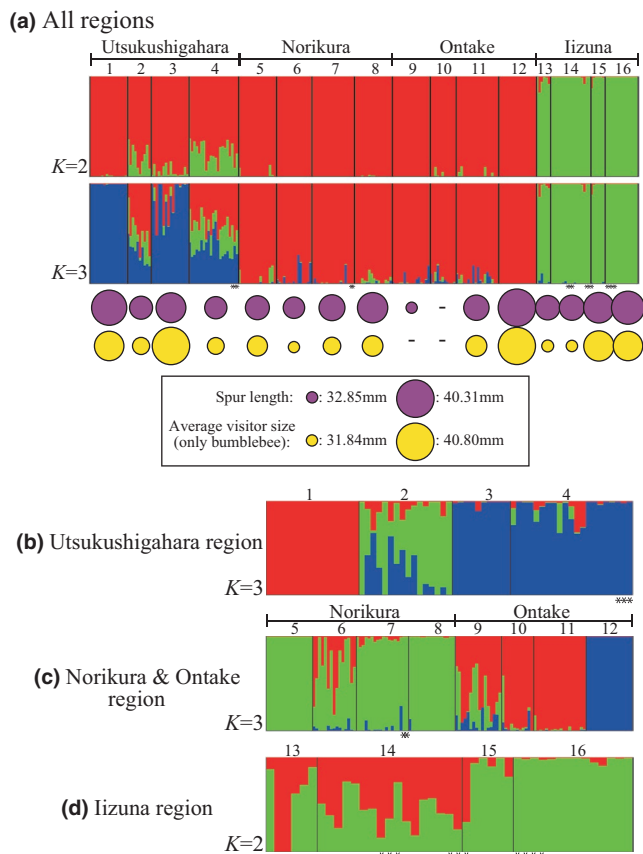 (a) All regions
Utsukushigahara Norikura Ontake Iizuna
1 2 3 4 5 6 7 8 9 10 11 12 13 14 15 16
K=2
K=3
** * ** ** ***
-
- -
Spur length: : 32.85mm : 40.31mm
Average visitor size
(only bumblebee): : 31.84mm : 40.80mm
1 2 3 4
(b) Utsukushigahara region
K=3
***
Norikura Ontake
5 6 7 8 9 10 11 12
(c) Norikura & Ontake
region
K=3
**
13 14 15 16
(d) Iizuna region
K=2